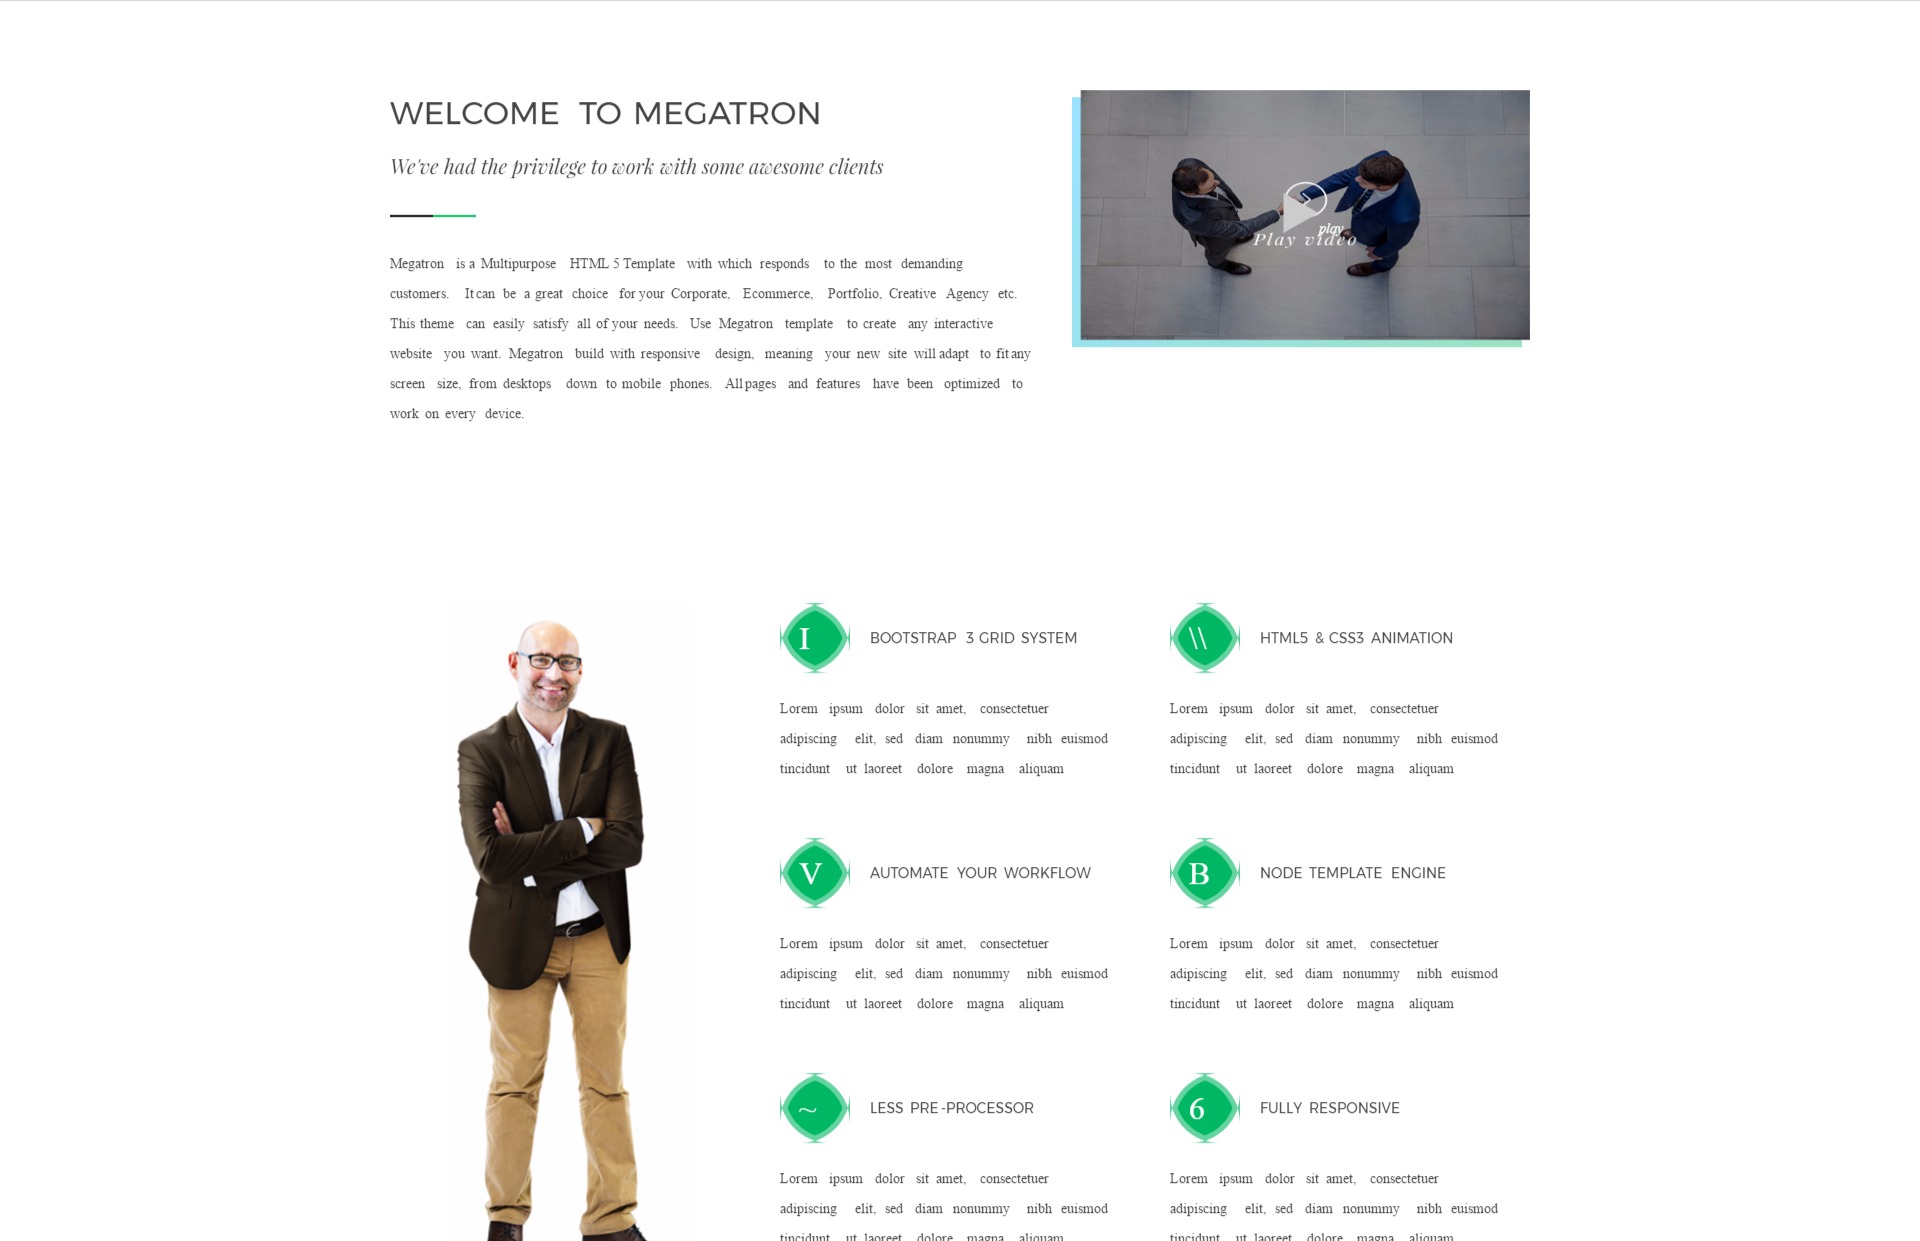 WELCOME TO MEGATRON
We've had the privilege to work with some awesome clients
Megatron is a Multipurpose HTML 5 Template with which responds to the most demanding
customers. It can be a great choice for your Corporate, Ecommerce, Portfolio, Creative Agency etc.
This theme can easily satisfy all of your needs. Use Megatron template to create any interactive
website you want. Megatron build with responsive design, meaning your new site will adapt to fit any
screen size, from desktops down to mobile phones. All pages and features have been optimized to
work on every device.
play
Play video
I BOOTSTRAP 3 GRID SYSTEM
Lorem ipsum dolor sit amet, consectetuer
adipiscing elit, sed diam nonummy nibh euismod
tincidunt ut laoreet dolore magna aliquam
\\ HTML5 & CSS3 ANIMATION
Lorem ipsum dolor sit amet, consectetuer
adipiscing elit, sed diam nonummy nibh euismod
tincidunt ut laoreet dolore magna aliquam
V AUTOMATE YOUR WORKFLOW
Lorem ipsum dolor sit amet, consectetuer
adipiscing elit, sed diam nonummy nibh euismod
tincidunt ut laoreet dolore magna aliquam
B NODE TEMPLATE ENGINE
Lorem ipsum dolor sit amet, consectetuer
adipiscing elit, sed diam nonummy nibh euismod
tincidunt ut laoreet dolore magna aliquam
~ LESS PRE-PROCESSOR
Lorem ipsum dolor sit amet, consectetuer
adipiscing elit, sed diam nonummy nibh euismod
tincidunt ut laoreet dolore magna aliquam
6 FULLY RESPONSIVE
Lorem ipsum dolor sit amet, consectetuer
adipiscing elit, sed diam nonummy nibh euismod
tincidunt ut laoreet dolore magna aliquam